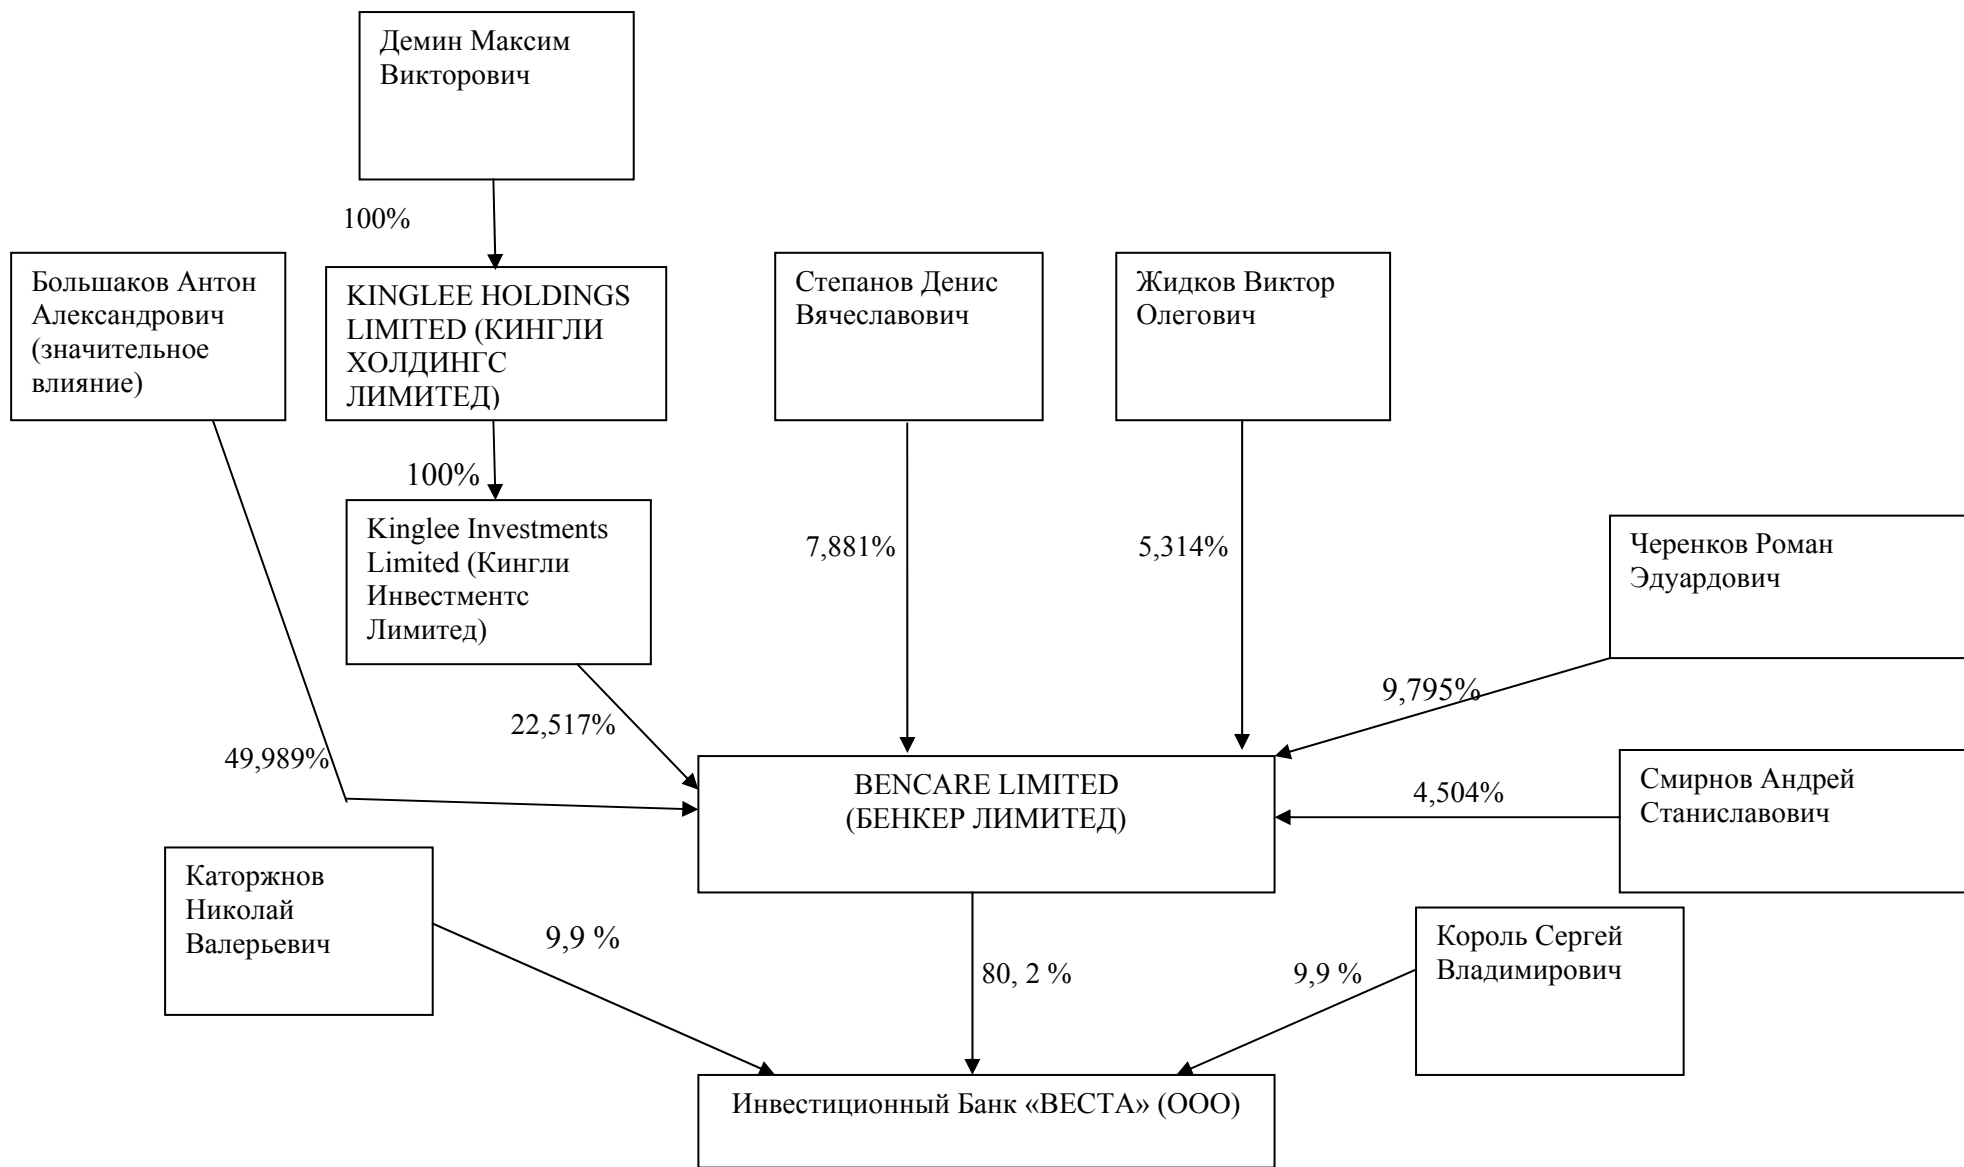 Демин Максим
Викторович
100%
Большаков Антон
Александрович
(значительное
влияние)
KINGLEE HOLDINGS
LIMITED (КИНГЛИ
ХОЛДИНГС
ЛИМИТЕД)
Степанов Денис
Вячеславович
Жидков Виктор
Олегович
100%
Kinglee Investments
Limited (Кингли
Инвестментс
Лимитед)
7,881%
5,314%
Черенков Роман
Эдуардович
9,795%
22,517%
49,989%
BENCARE LIMITED
(БЕНКЕР ЛИМИТЕД)
4,504%
Смирнов Андрей
Станиславович
Каторжнов
Николай
Валерьевич
9,9 %
80, 2 %
9,9 %
Король Сергей
Владимирович
Инвестиционный Банк «ВЕСТА» (ООО)